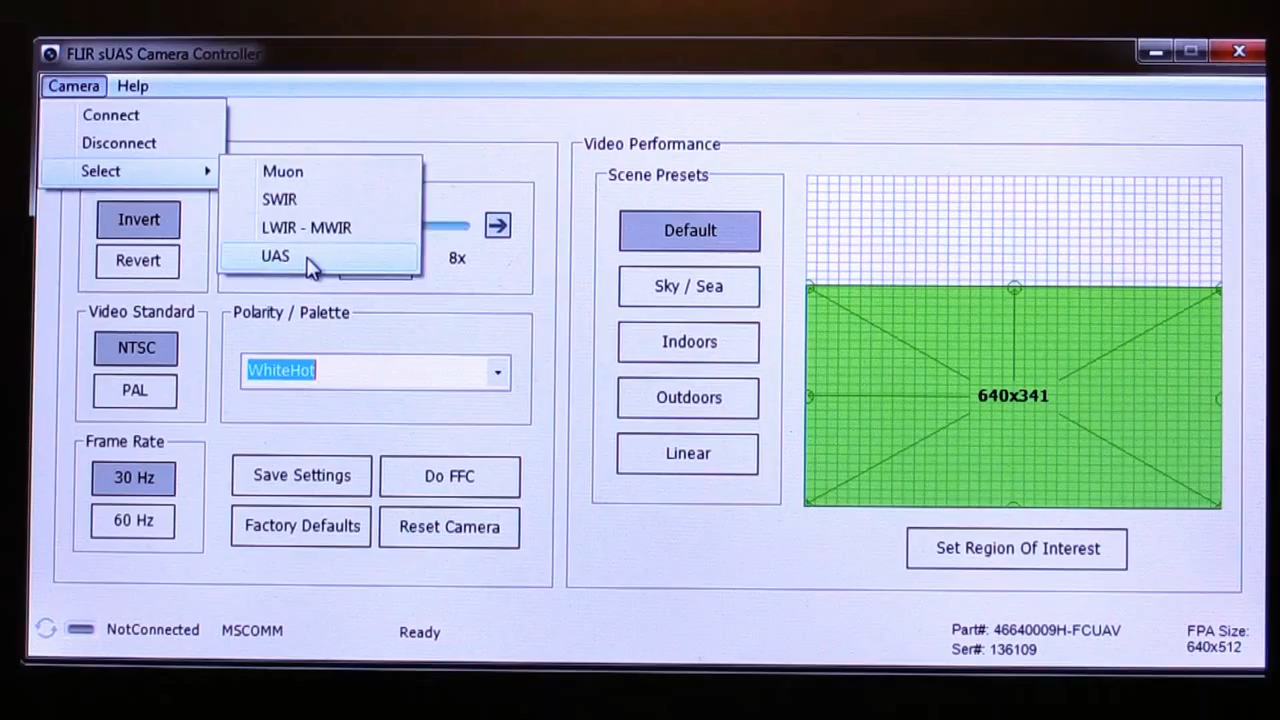 FLIR sUAS Camera Controller
Camera Help
Connect
Disconnect
Select
Muon
SWIR
LWIR - MWIR
UAS
Invert
Revert
8x
Video Standard
NTSC
PAL
Polarity / Palette
WhiteHot
Frame Rate
30 Hz
60 Hz
Save Settings
Do FFC
Factory Defaults
Reset Camera
Video Performance
Scene Presets
Default
Sky / Sea
Indoors
Outdoors
Linear
640x341
Set Region Of Interest
NotConnected
MSCOMM
Ready
Part#: 46640009H-FCUAV
Ser#: 136109
FPA Size:
640x512